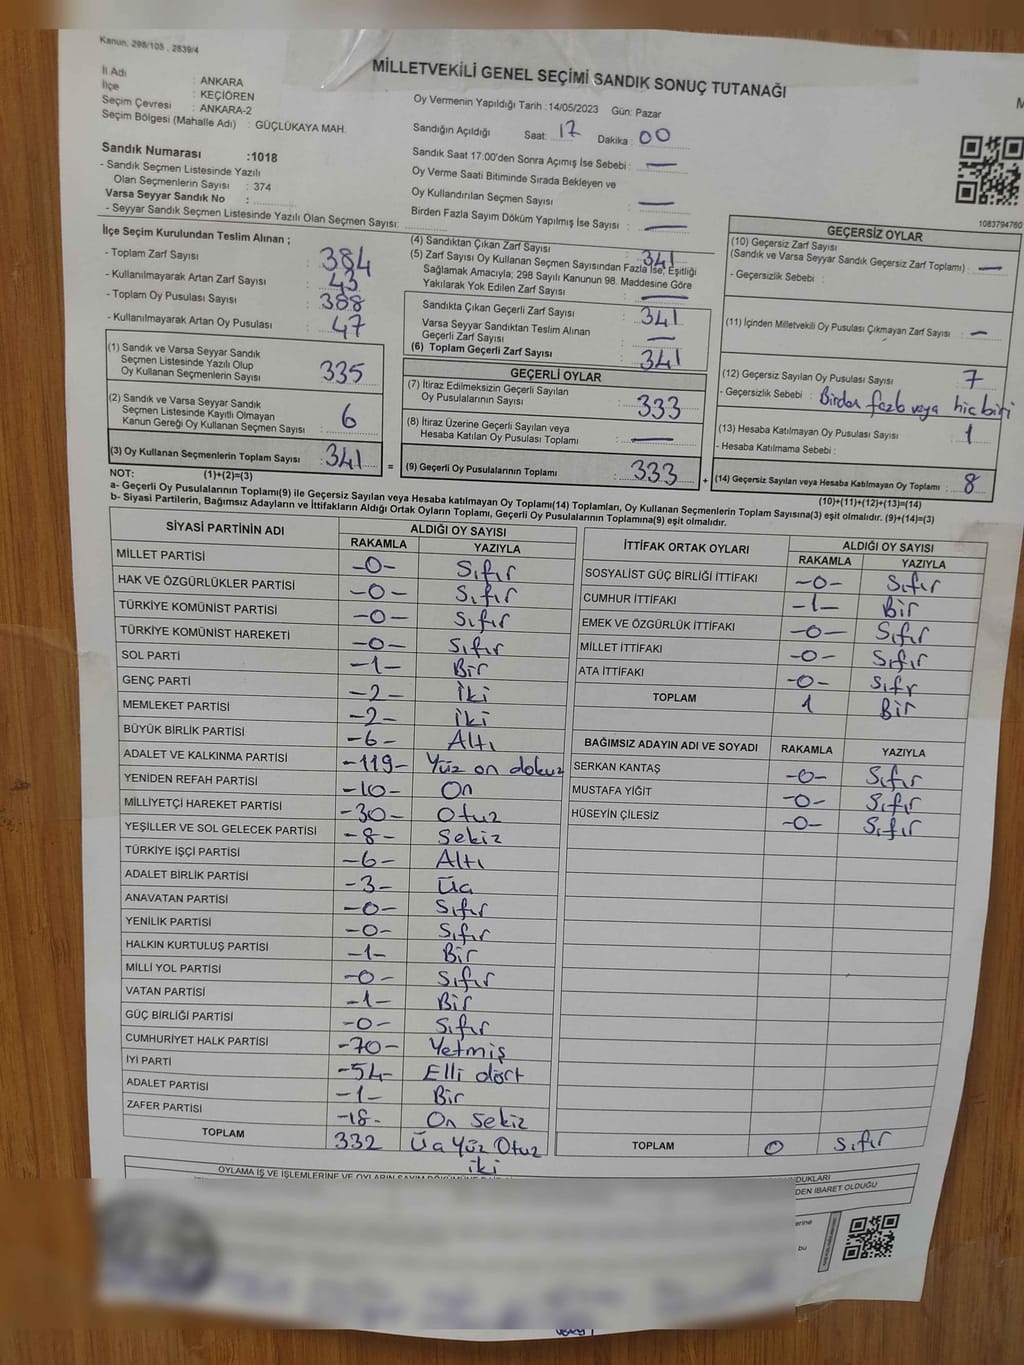 Kanun, 298/105 , 2839/4
MİLLETVEKİLİ GENEL SEÇİMİ SANDIK SONUÇ TUTANAĞI
İl Adı : ANKARA
İlçe : KEÇİÖREN
Seçim Çevresi : ANKARA-2
Seçim Bölgesi (Mahalle Adı) : GÜÇLÜKAYA MAH.
Sandık Numarası :1018
- Sandık Seçmen Listesinde Yazılı
Olan Seçmenlerin Sayısı : 374
Varsa Seyyar Sandık No :
- Seyyar Sandık Seçmen Listesinde Yazılı Olan Seçmen Sayısı:
Oy Vermenin Yapıldığı Tarih :14/05/2023 Gün: Pazar
Sandığın Açıldığı Saat: 17 Dakika : 00
Sandık Saat 17:00'den Sonra Açımış İse Sebebi : —
Oy Verme Saati Bitiminde Sırada Bekleyen ve
Oy Kullandırılan Seçmen Sayısı : —
Birden Fazla Sayım Döküm Yapılmış İse Sayısı : —
İlçe Seçim Kurulundan Teslim Alınan ;
- Toplam Zarf Sayısı : 384
- Kullanılmayarak Artan Zarf Sayısı : 43
- Toplam Oy Pusulası Sayısı : 388
- Kullanılmayarak Artan Oy Pusulası : 47
(1) Sandık ve Varsa Seyyar Sandık
Seçmen Listesinde Yazılı Olup
Oy Kullanan Seçmenlerin Sayısı : 335
(2) Sandık ve Varsa Seyyar Sandık
Seçmen Listesinde Kayıtlı Olmayan
Kanun Gereği Oy Kullanan Seçmen Sayısı : 6
(3) Oy Kullanan Seçmenlerin Toplam Sayısı : 341
(4) Sandıktan Çıkan Zarf Sayısı : 341
(5) Zarf Sayısı Oy Kullanan Seçmen Sayısından Fazla İse, Eşitliği
Sağlamak Amacıyla; 298 Sayılı Kanunun 98. Maddesine Göre
Yakılarak Yok Edilen Zarf Sayısı : —
Sandıkta Çıkan Geçerli Zarf Sayısı : 341
Varsa Seyyar Sandıktan Teslim Alınan
Geçerli Zarf Sayısı : —
(6) Toplam Geçerli Zarf Sayısı : 341
GEÇERLİ OYLAR
(7) İtiraz Edilmeksizin Geçerli Sayılan
Oy Pusulalarının Sayısı : 333
(8) İtiraz Üzerine Geçerli Sayılan veya
Hesaba Katılan Oy Pusulası Toplamı : —
= (9) Geçerli Oy Pusulalarının Toplamı : 333
1083794760
GEÇERSİZ OYLAR
(10) Geçersiz Zarf Sayısı
(Sandık ve Varsa Seyyar Sandık Geçersiz Zarf Toplamı) : —
- Geçersizlik Sebebi :
(11) İçinden Milletvekili Oy Pusulası Çıkmayan Zarf Sayısı : —
(12) Geçersiz Sayılan Oy Pusulası Sayısı : 7
- Geçersizlik Sebebi : Birden fazla veya hiç biri
(13) Hesaba Katılmayan Oy Pusulası Sayısı : 1
- Hesaba Katılmama Sebebi :
+ (14) Geçersiz Sayılan veya Hesaba Katılmayan Oy Toplamı : 8
NOT: (1)+(2)=(3)
(10)+(11)+(12)+(13)=(14)
a- Geçerli Oy Pusulalarının Toplamı(9) ile Geçersiz Sayılan veya Hesaba katılmayan Oy Toplamı(14) Toplamları, Oy Kullanan Seçmenlerin Toplam Sayısına(3) eşit olmalıdır. (9)+(14)=(3)
b- Siyasi Partilerin, Bağımsız Adayların ve İttifakların Aldığı Ortak Oyların Toplamı, Geçerli Oy Pusulalarının Toplamına(9) eşit olmalıdır.
SİYASİ PARTİNİN ADI ALDIĞI OY SAYISI
RAKAMLA YAZIYLA
MİLLET PARTİSİ -0- Sıfır
HAK VE ÖZGÜRLÜKLER PARTİSİ -0- Sıfır
TÜRKİYE KOMÜNİST PARTİSİ -0- Sıfır
TÜRKİYE KOMÜNİST HAREKETİ -0- Sıfır
SOL PARTİ -1- Bir
GENÇ PARTİ -2- İki
MEMLEKET PARTİSİ -2- İki
BÜYÜK BİRLİK PARTİSİ -6- Altı
ADALET VE KALKINMA PARTİSİ -119- Yüz on dokuz
YENİDEN REFAH PARTİSİ -10- On
MİLLİYETÇİ HAREKET PARTİSİ -30- Otuz
YEŞİLLER VE SOL GELECEK PARTİSİ -8- Sekiz
TÜRKİYE İŞÇİ PARTİSİ -6- Altı
ADALET BİRLİK PARTİSİ -3- Üç
ANAVATAN PARTİSİ -0- Sıfır
YENİLİK PARTİSİ -0- Sıfır
HALKIN KURTULUŞ PARTİSİ -1- Bir
MİLLİ YOL PARTİSİ -0- Sıfır
VATAN PARTİSİ -1- Bir
GÜÇ BİRLİĞİ PARTİSİ -0- Sıfır
CUMHURİYET HALK PARTİSİ -70- Yetmiş
İYİ PARTİ -54- Elli dört
ADALET PARTİSİ -1- Bir
ZAFER PARTİSİ -18- On Sekiz
TOPLAM 332 Üç Yüz Otuz
iki
İTTİFAK ORTAK OYLARI ALDIĞI OY SAYISI
RAKAMLA YAZIYLA
SOSYALİST GÜÇ BİRLİĞİ İTTİFAKI -0- Sıfır
CUMHUR İTTİFAKI -1- Bir
EMEK VE ÖZGÜRLÜK İTTİFAKI -0- Sıfır
MİLLET İTTİFAKI -0- Sıfır
ATA İTTİFAKI -0- Sıfr
TOPLAM 1 Bir
BAĞIMSIZ ADAYIN ADI VE SOYADI RAKAMLA YAZIYLA
SERKAN KANTAŞ -0- Sıfır
MUSTAFA YİĞİT -0- Sıfır
HÜSEYİN ÇİLESİZ -0- Sıfır
TOPLAM 0 Sıfır
OYLAMA İŞ VE İŞLEMLERİNE VE OYLARIN SAYIM
DEN İBARET OLDUĞU
bu